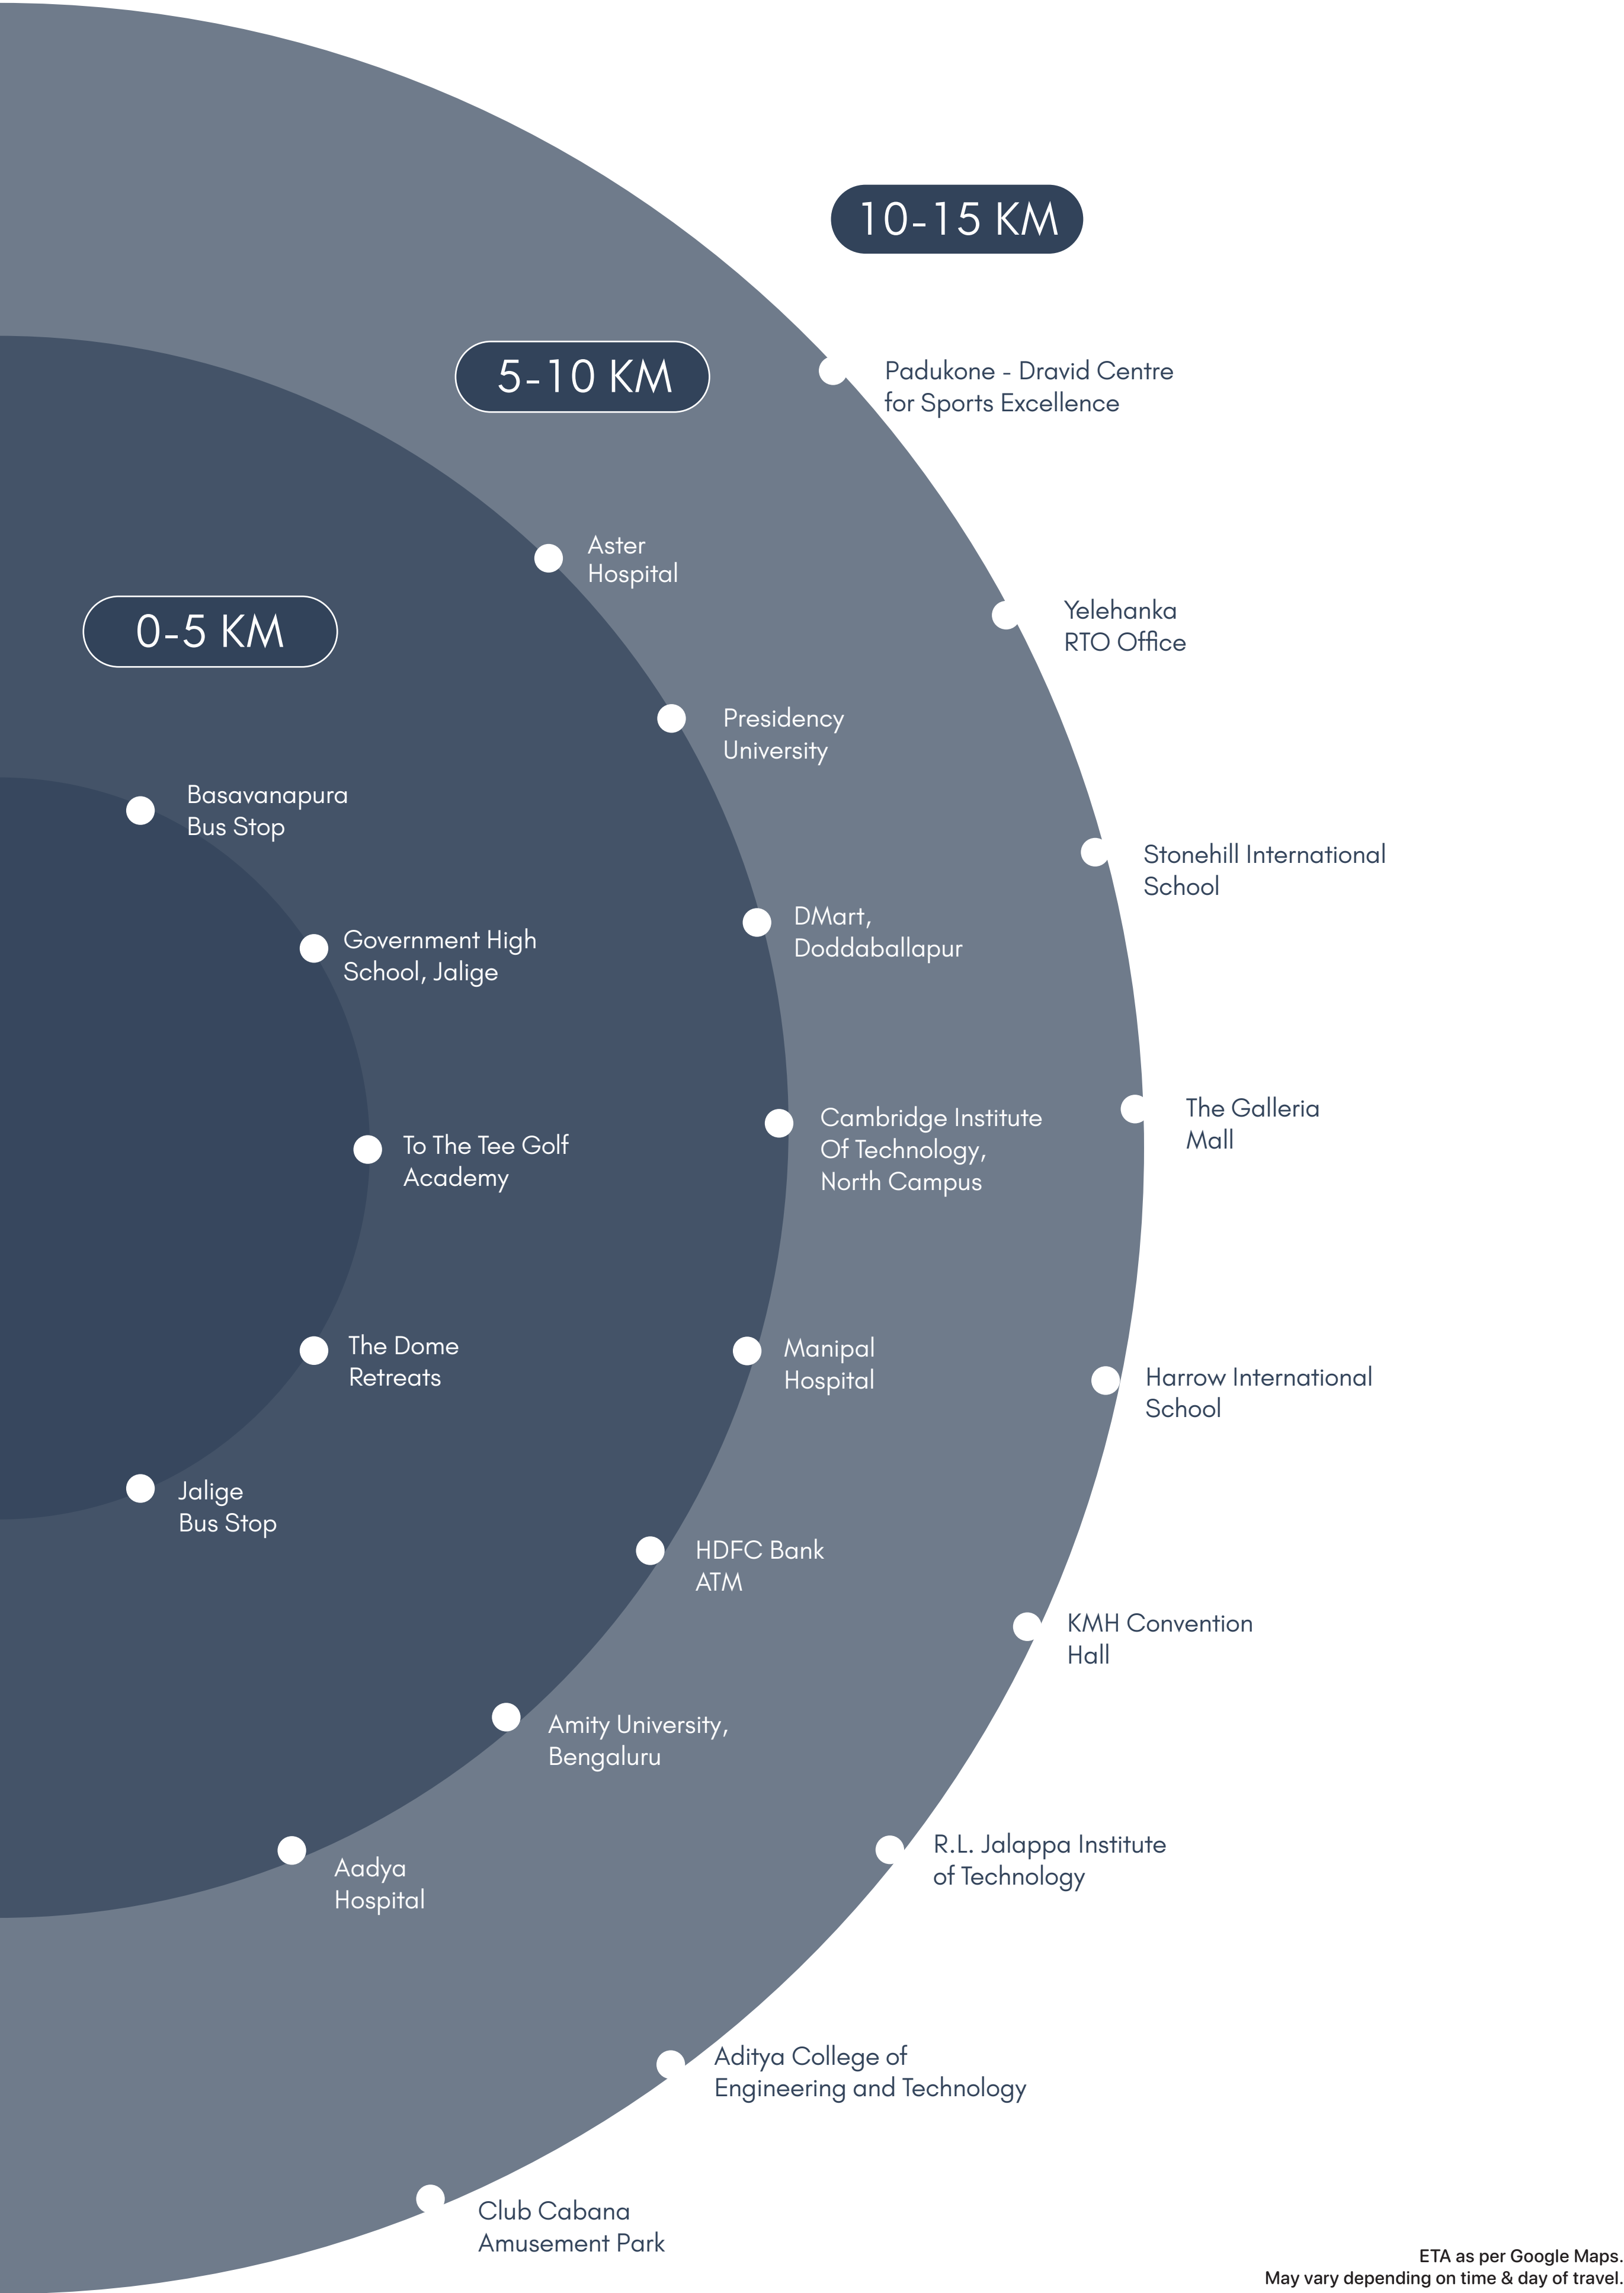 10-15 KM
5-10 KM
0-5 KM
Padukone - Dravid Centre
for Sports Excellence
Yelehanka
RTO Office
Stonehill International
School
The Galleria
Mall
Harrow International
School
KMH Convention
Hall
R.L. Jalappa Institute
of Technology
Aditya College of
Engineering and Technology
Club Cabana
Amusement Park
Aster
Hospital
Presidency
University
DMart,
Doddaballapur
Cambridge Institute
Of Technology,
North Campus
Manipal
Hospital
HDFC Bank
ATM
Amity University,
Bengaluru
Aadya
Hospital
Basavanapura
Bus Stop
Government High
School, Jalige
To The Tee Golf
Academy
The Dome
Retreats
Jalige
Bus Stop
ETA as per Google Maps.
May vary depending on time & day of travel.